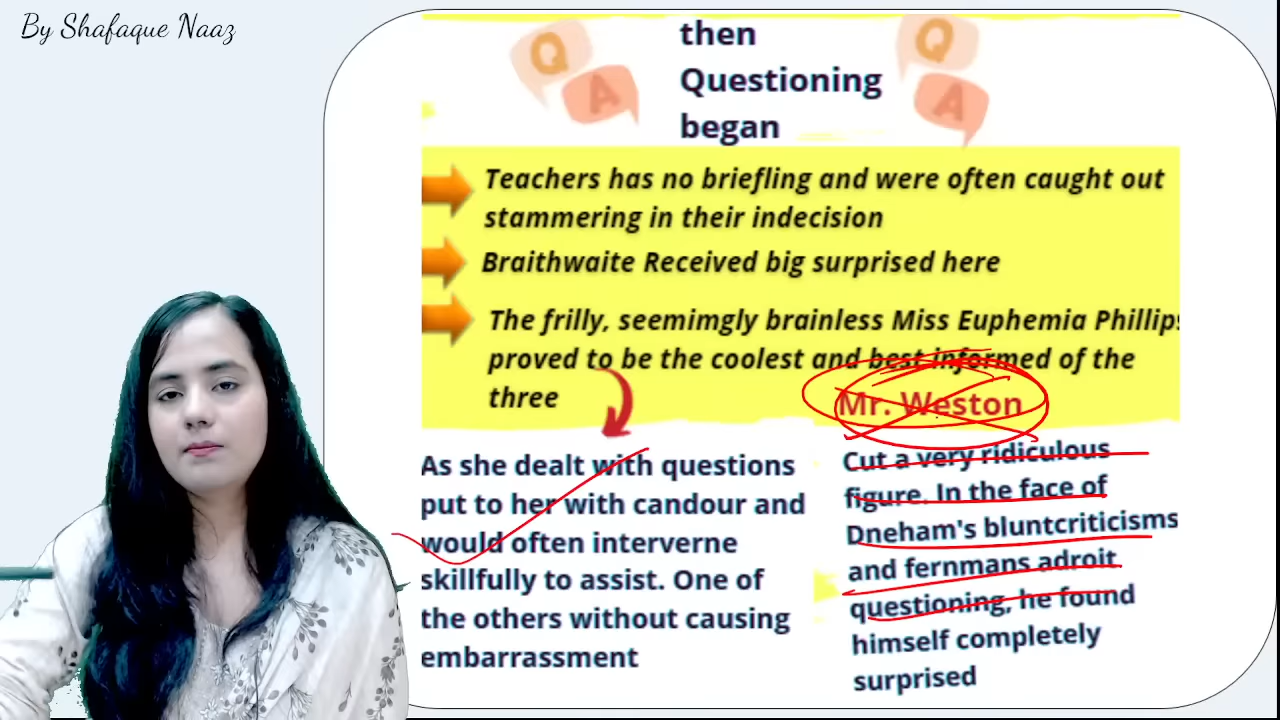 By Shafaque Naaz
Q
A
then
Questioning
began
Q
A
Teachers has no briefling and were often caught out
stammering in their indecision
Braithwaite Received big surprised here
The frilly, seemimgly brainless Miss Euphemia Phillips
proved to be the coolest and best informed of the
three
As she dealt with questions
put to her with candour and
would often interverne
skillfully to assist. One of
the others without causing
embarrassment
Mr. Weston
Cut a very ridiculous
figure. In the face of
Dneham's bluntcriticisms
and fernmans adroit
questioning, he found
himself completely
surprised